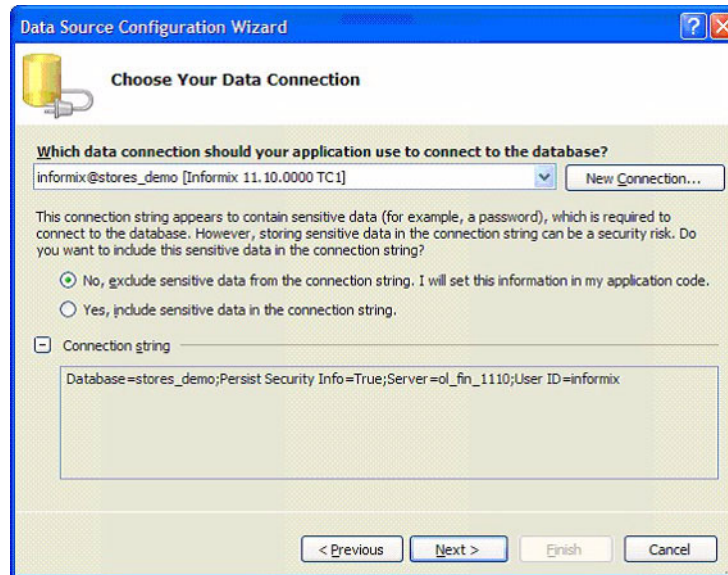 Data Source Configuration Wizard
Choose Your Data Connection
Which data connection should your application use to connect to the database?
informix@stores_demo [Informix 11.10.0000 TC1]
New Connection...
This connection string appears to contain sensitive data (for example, a password), which is required to
connect to the database. However, storing sensitive data in the connection string can be a security risk. Do
you want to include this sensitive data in the connection string?
No, exclude sensitive data from the connection string. I will set this information in my application code.
Yes, include sensitive data in the connection string.
Connection string
Database=stores_demo;Persist Security Info=True;Server=ol_fin_1110;User ID=informix
< Previous
Next >
Finish
Cancel